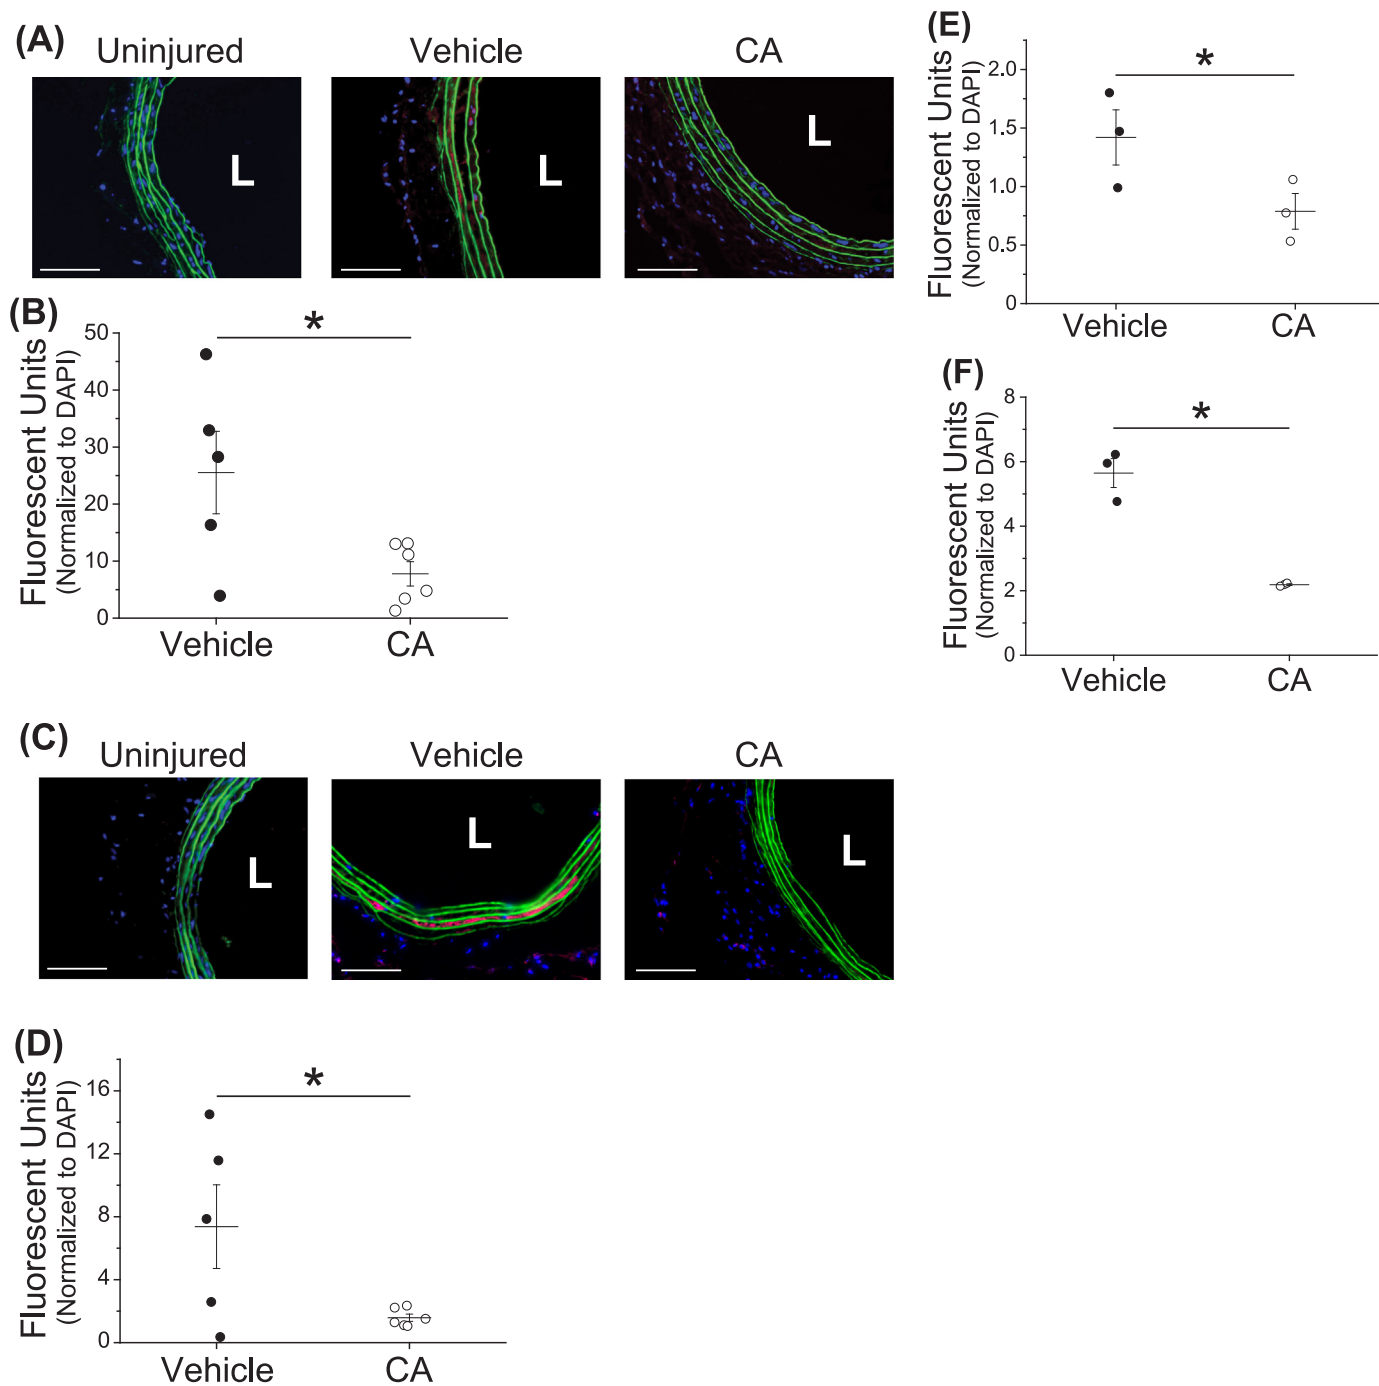 (A)
Uninjured
Vehicle
CA
L
L
L
(B)
Fluorescent Units
(Normalized to DAPI)
50
40
30
20
10
0
*
Vehicle
CA
(C)
Uninjured
Vehicle
CA
L
L
L
(D)
Fluorescent Units
(Normalized to DAPI)
16
12
8
4
0
*
Vehicle
CA
(E)
Fluorescent Units
(Normalized to DAPI)
2.0
1.5
1.0
0.5
0
*
Vehicle
CA
(F)
Fluorescent Units
(Normalized to DAPI)
8
6
4
2
0
*
Vehicle
CA